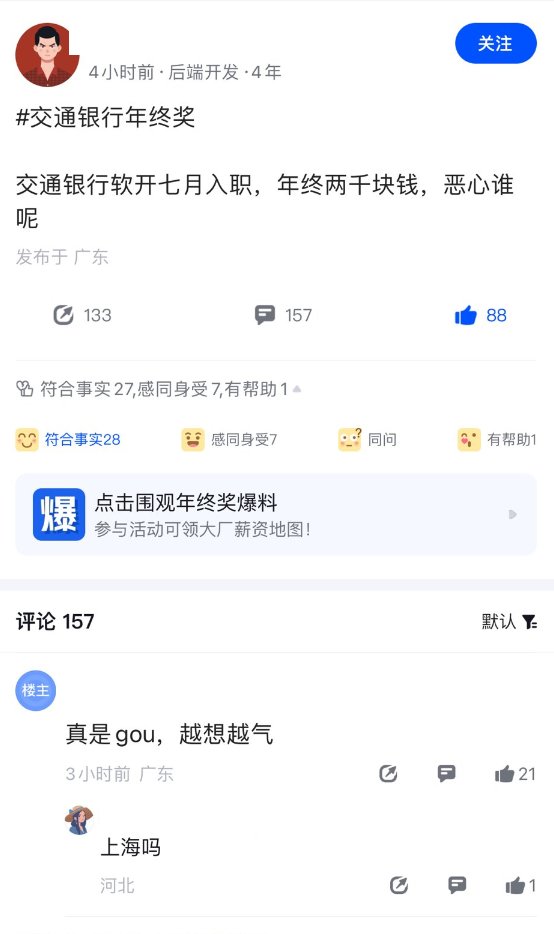 关注
4小时前 · 后端开发 · 4年
#交通银行年终奖
交通银行软开七月入职，年终两千块钱，恶心谁
呢
发布于 广东
133
157
88
符合事实27,感同身受7,有帮助1
符合事实28
感同身受7
同问
有帮助1
爆
点击围观年终奖爆料
参与活动可领大厂薪资地图！
评论 157
默认
楼主
真是gou，越想越气
3小时前 广东
21
上海吗
河北
1